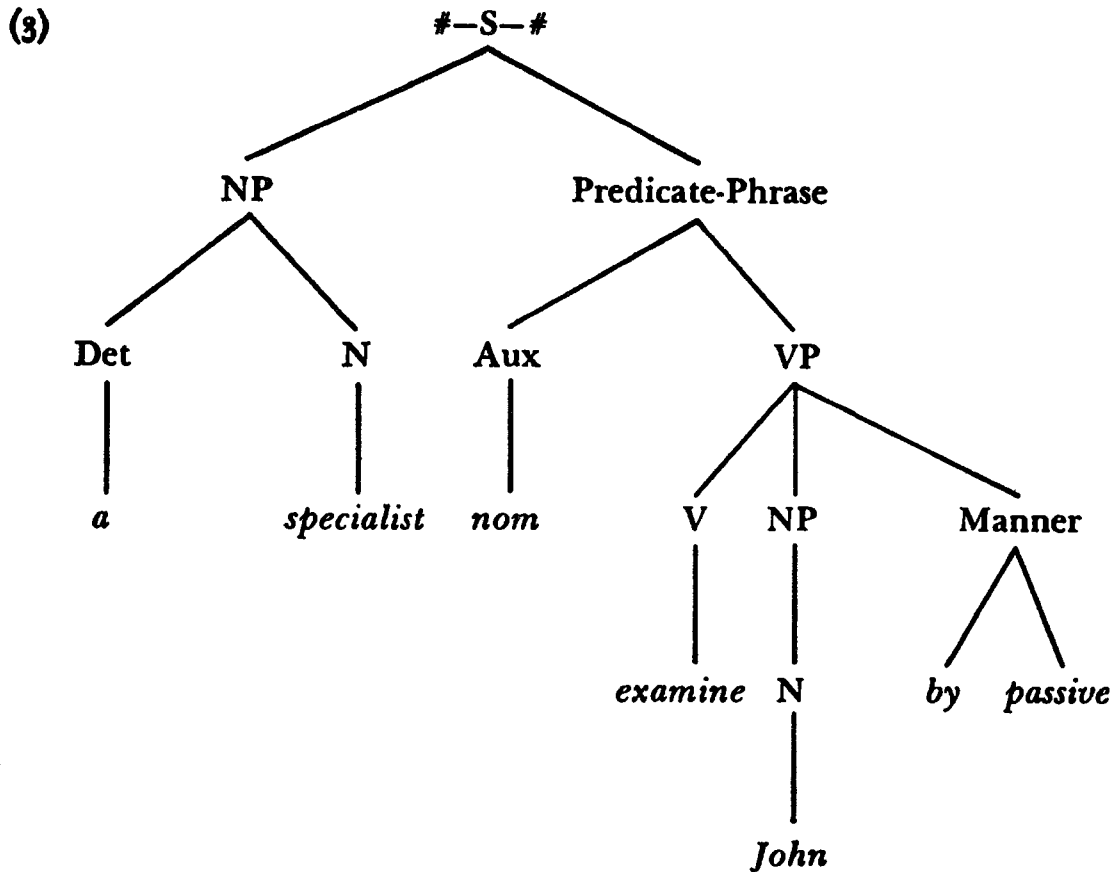 (3) #—S—#
NP Predicate-Phrase
Det N Aux VP
a specialist nom V NP Manner
examine N by passive
John